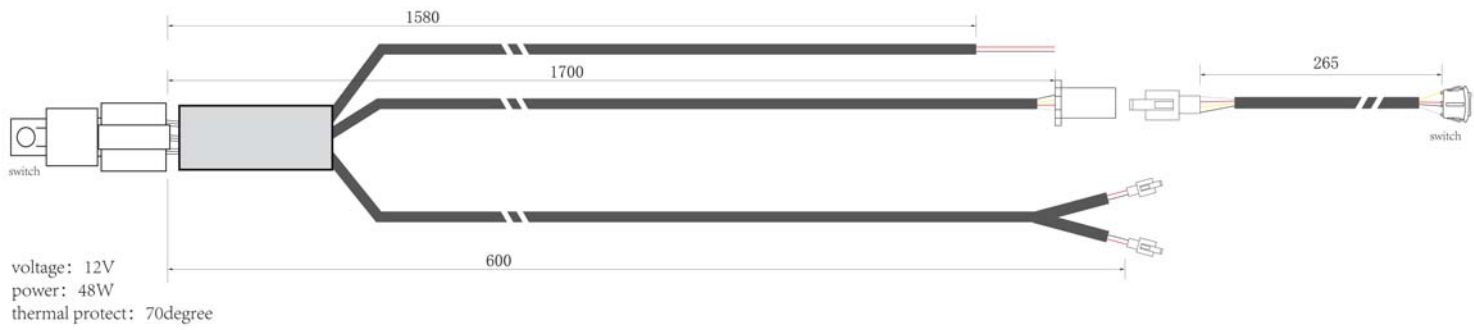 1580
1700
265
switch
switch
600
voltage: 12V
power: 48W
thermal protect: 70degree